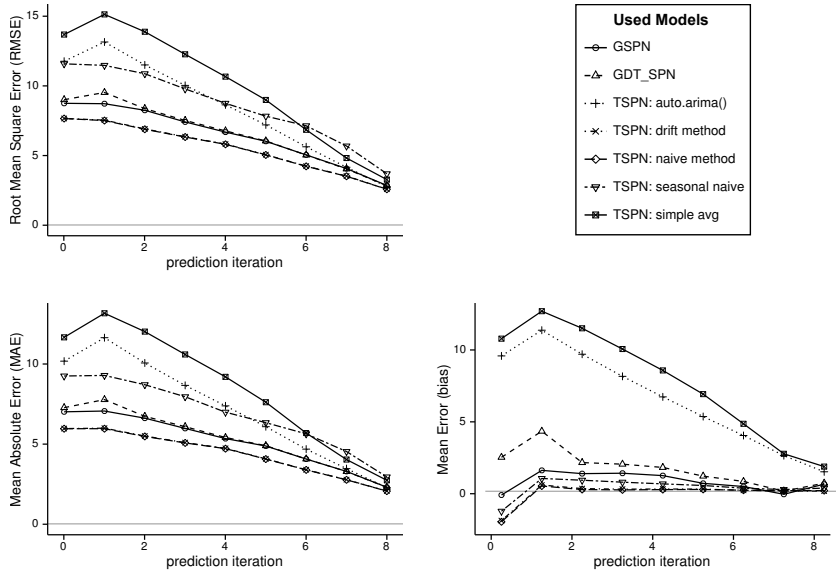 Root Mean Square Error (RMSE)
15
10
5
0
0 2 4 6 8
prediction iteration
Used Models
GSPN
GDT_SPN
TSPN: auto.arima()
TSPN: drift method
TSPN: naive method
TSPN: seasonal naive
TSPN: simple avg
Mean Absolute Error (MAE)
10
5
0
0 2 4 6 8
prediction iteration
Mean Error (bias)
10
5
0
0 2 4 6 8
prediction iteration